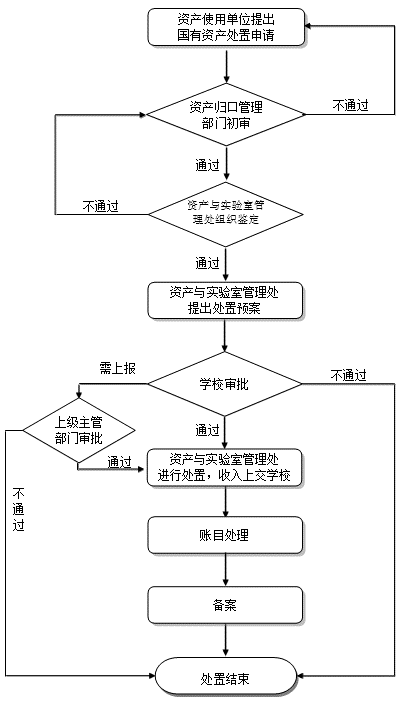 资产使用单位提出
国有资产处置申请
资产归口管理
部门初审
不通过
通过
不通过
资产与实验室管
理处组织鉴定
通过
资产与实验室管理处
提出处置预案
需上报
学校审批
不通过
上级主管
部门审批
通过
通过
资产与实验室管理处
进行处置，收入上交学校
不
通
过
账目处理
备案
处置结束